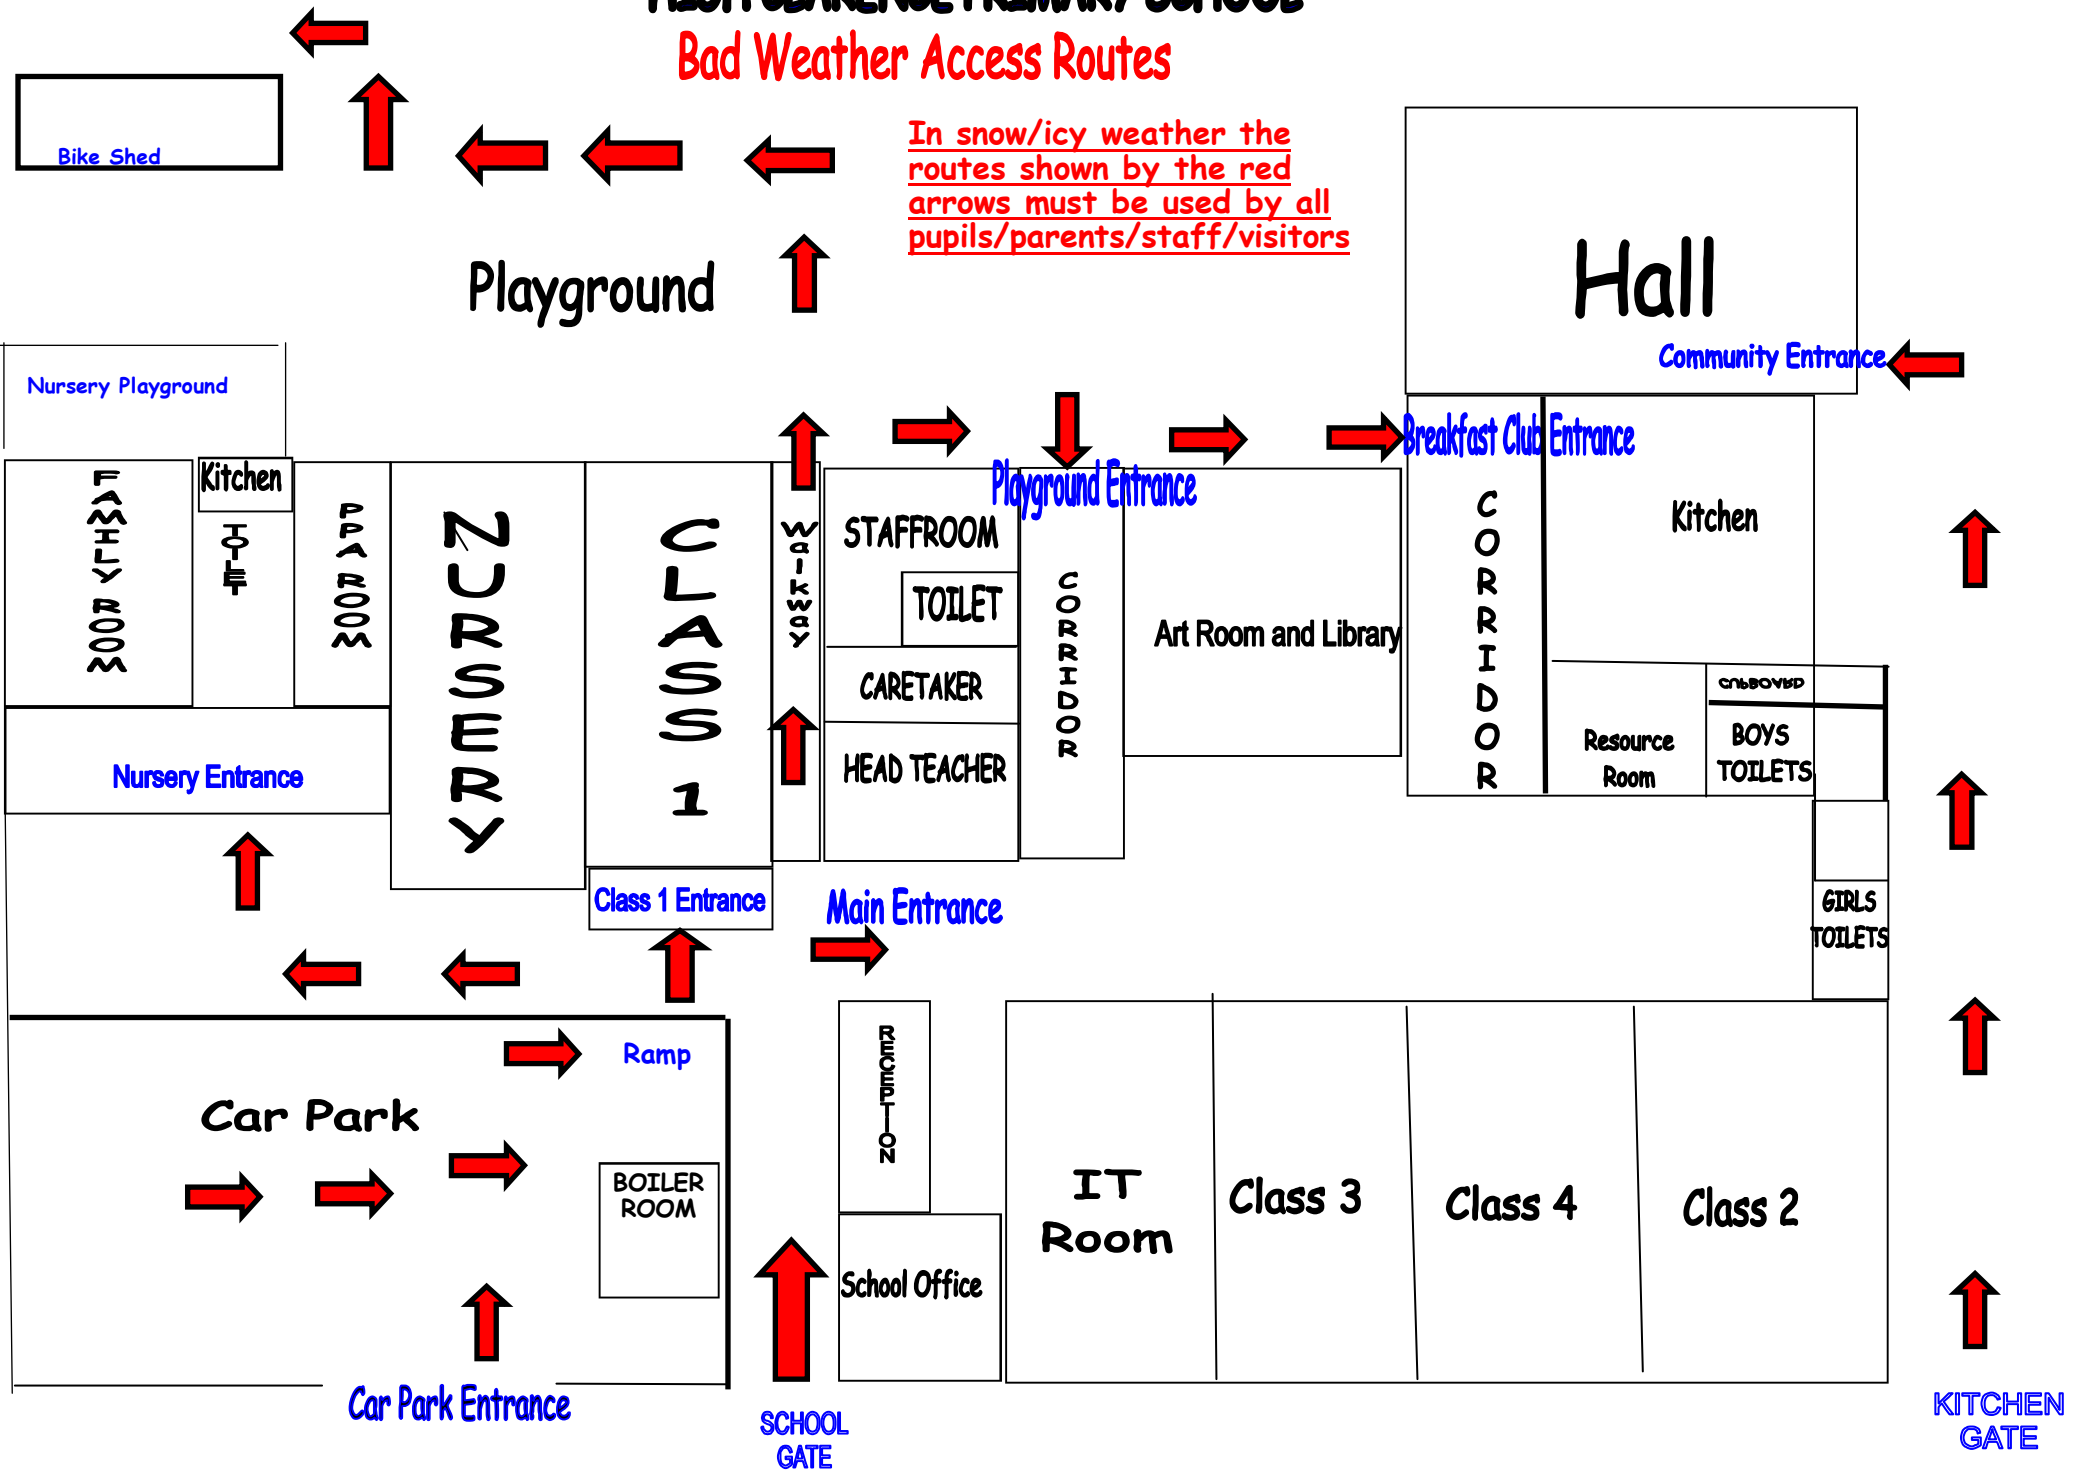 HIGH CLARENCE PRIMARY SCHOOL
Bad Weather Access Routes
In snow/icy weather the
routes shown by the red
arrows must be used by all
pupils/parents/staff/visitors
Bike Shed
Playground
Hall
Community Entrance
Nursery Playground
Breakfast Club Entrance
Playground Entrance
FAMILY ROOM
Kitchen
TOILET
PPA ROOM
NURSERY
CLASS 1
Walkway
STAFFROOM
TOILET
CARETAKER
HEAD TEACHER
CORRIDOR
Art Room and Library
CORRIDOR
Kitchen
CUPBOARD
Resource
Room
BOYS
TOILETS
Nursery Entrance
Class 1 Entrance
Main Entrance
GIRLS
TOILETS
Ramp
Car Park
BOILER
ROOM
RECEPTION
School Office
IT
Room
Class 3
Class 4
Class 2
Car Park Entrance
SCHOOL
GATE
KITCHEN
GATE